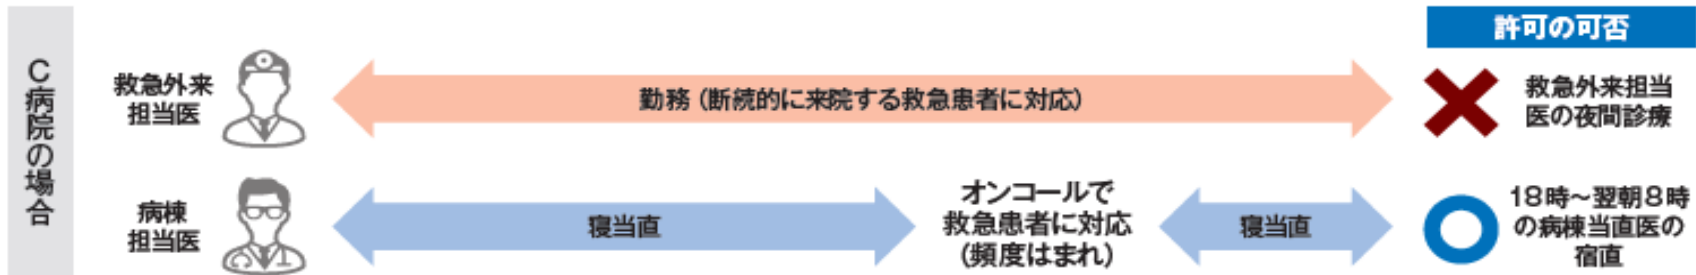 C病院の場合
許可の可否
救急外来
担当医
勤務（断続的に来院する救急患者に対応）
救急外来担当
医の夜間診療
病棟
担当医
寝当直
オンコールで
救急患者に対応
（頻度はまれ）
寝当直
18時～翌朝8時
の病棟当直医の
宿直